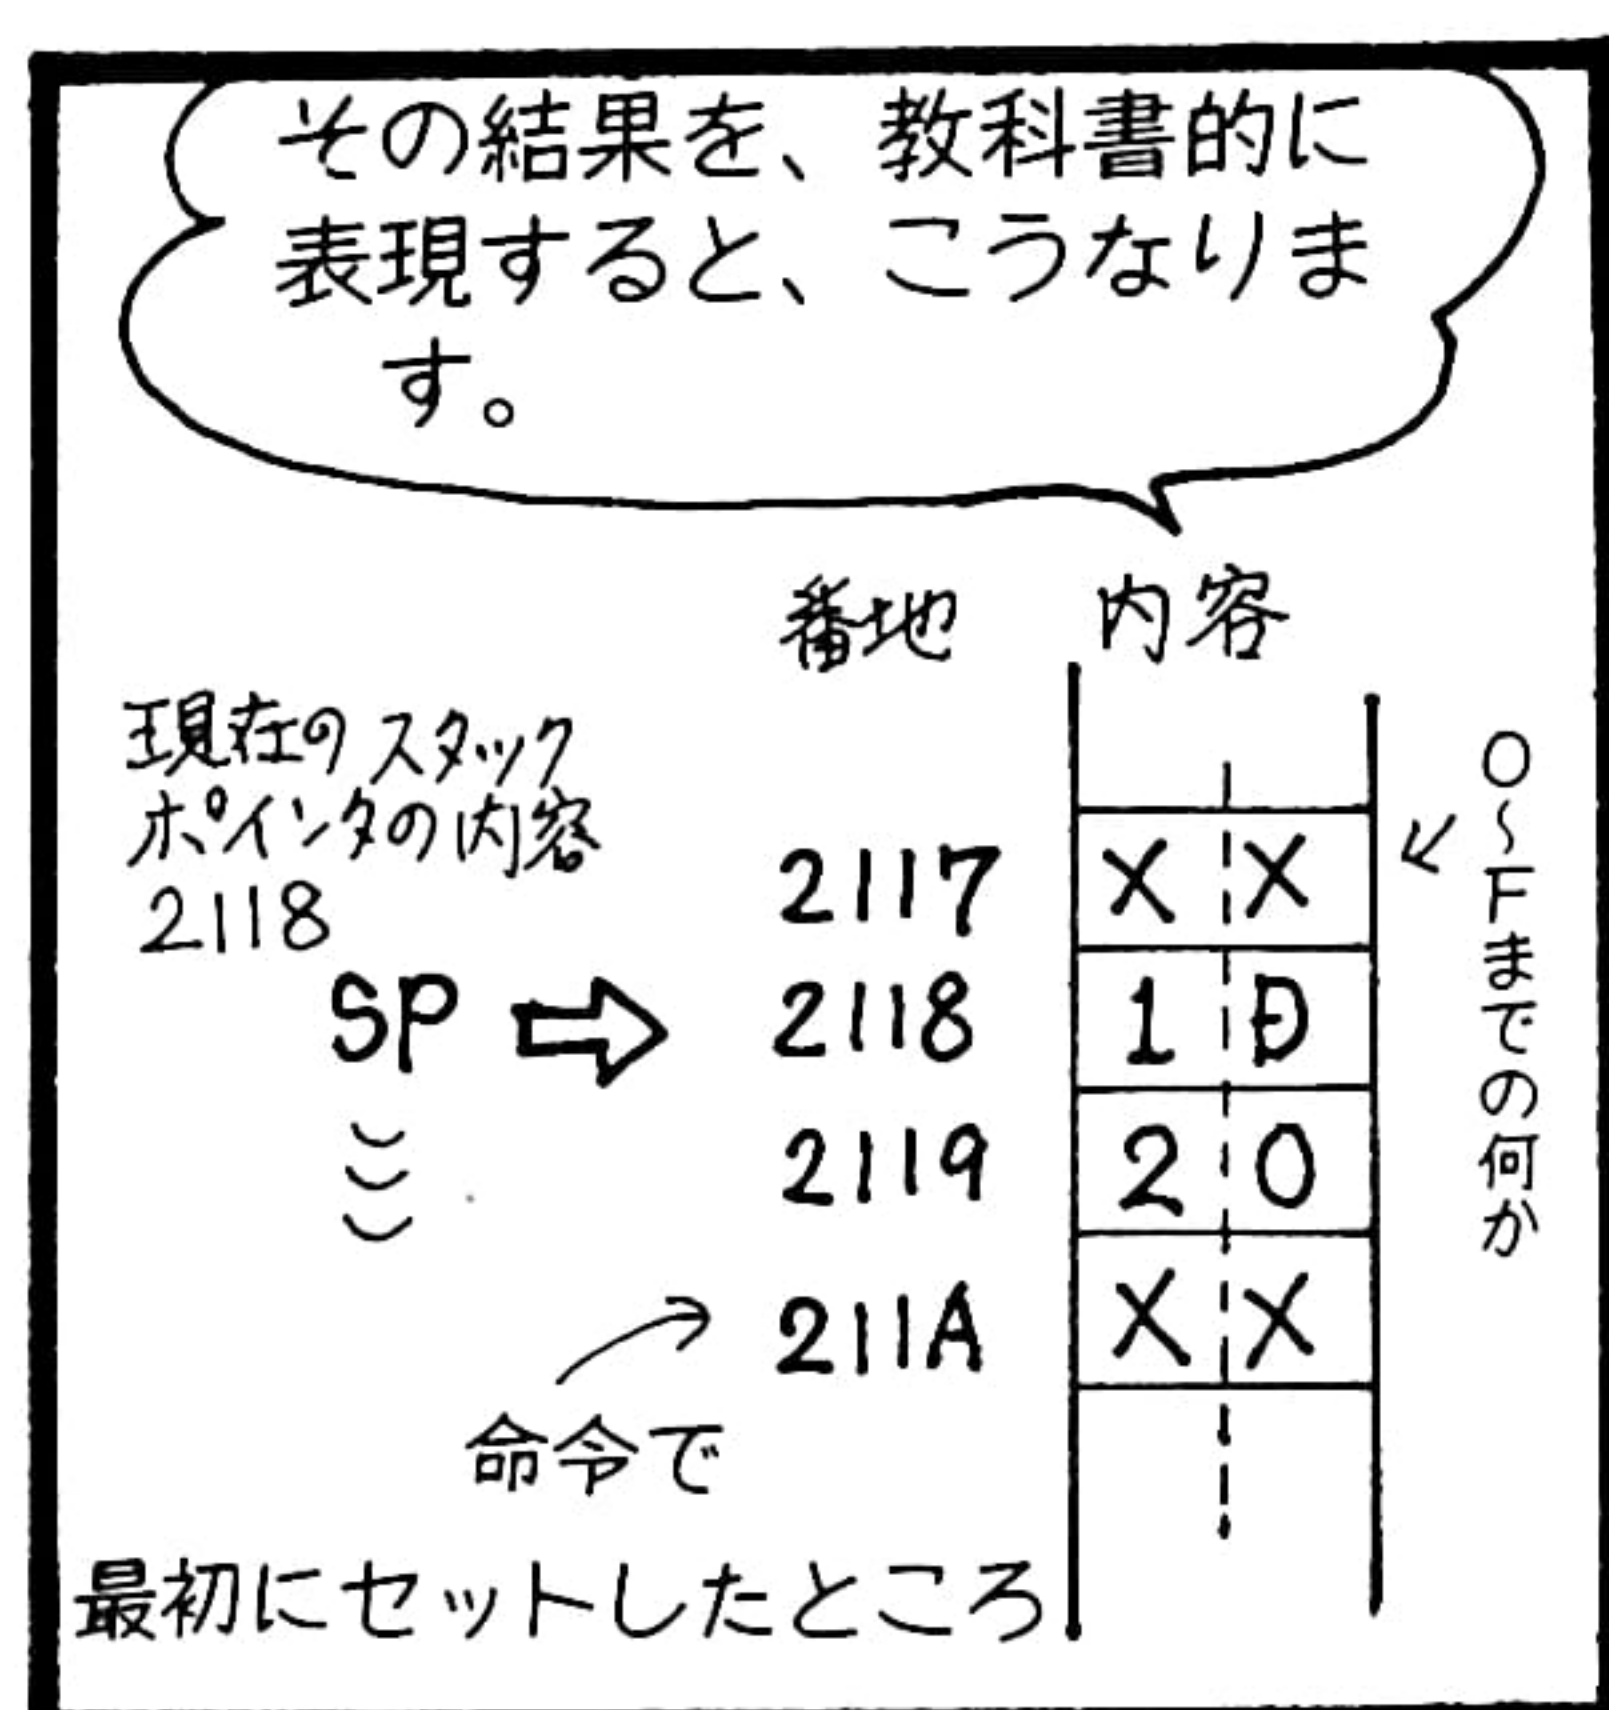 その結果を、教科書的に
表現すると、こうなりま
す。
番地 内容
現在のスタック
ポインタの内容
2118
0〜Fまでの何か
2117 X X
SP ⇨ 2118 1 D
2119 2 0
211A X X
命令で
最初にセットしたところ